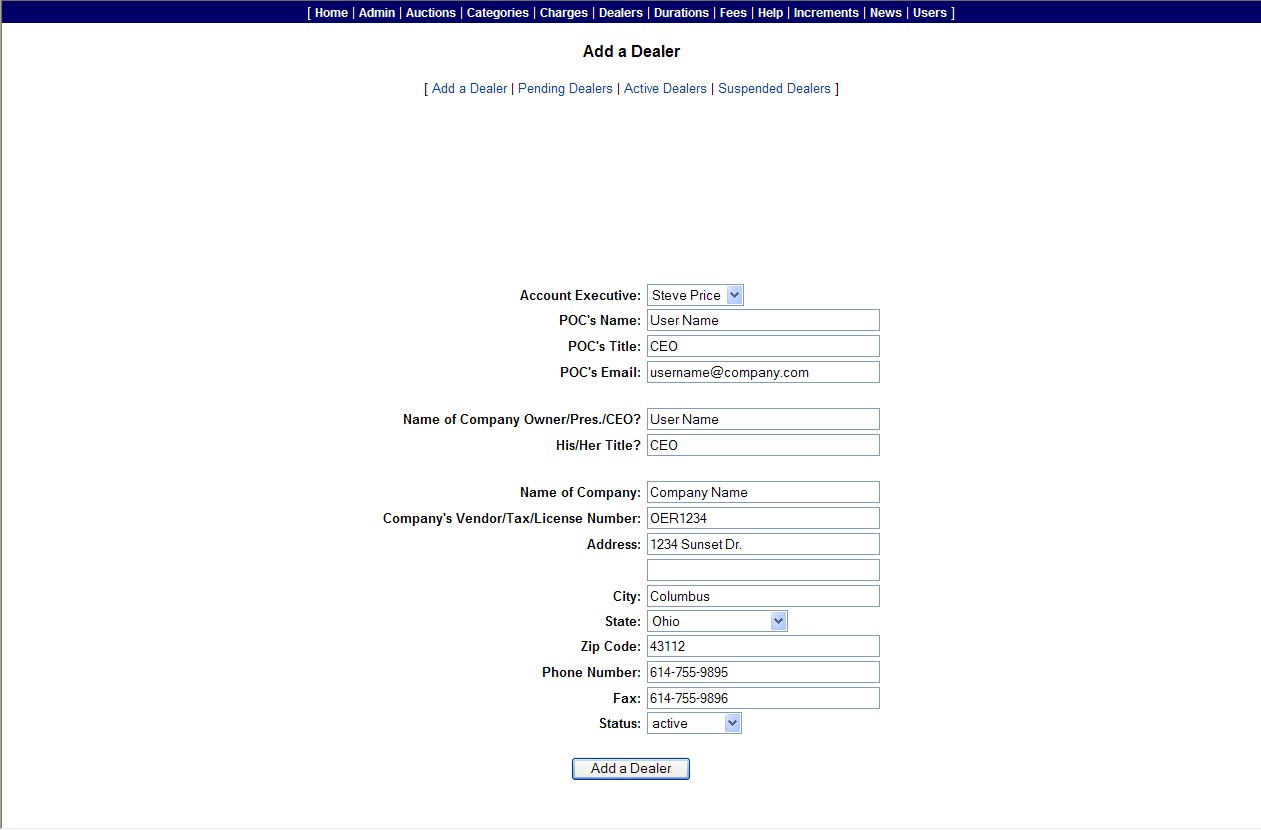 [ Home | Admin | Auctions | Categories | Charges | Dealers | Durations | Fees | Help | Increments | News | Users ]
Add a Dealer
[ Add a Dealer | Pending Dealers | Active Dealers | Suspended Dealers ]
Account Executive: Steve Price
POC's Name: User Name
POC's Title: CEO
POC's Email: username@company.com
Name of Company Owner/Pres./CEO? User Name
His/Her Title? CEO
Name of Company: Company Name
Company's Vendor/Tax/License Number: OER1234
Address: 1234 Sunset Dr.
City: Columbus
State: Ohio
Zip Code: 43112
Phone Number: 614-755-9895
Fax: 614-755-9896
Status: active
Add a Dealer